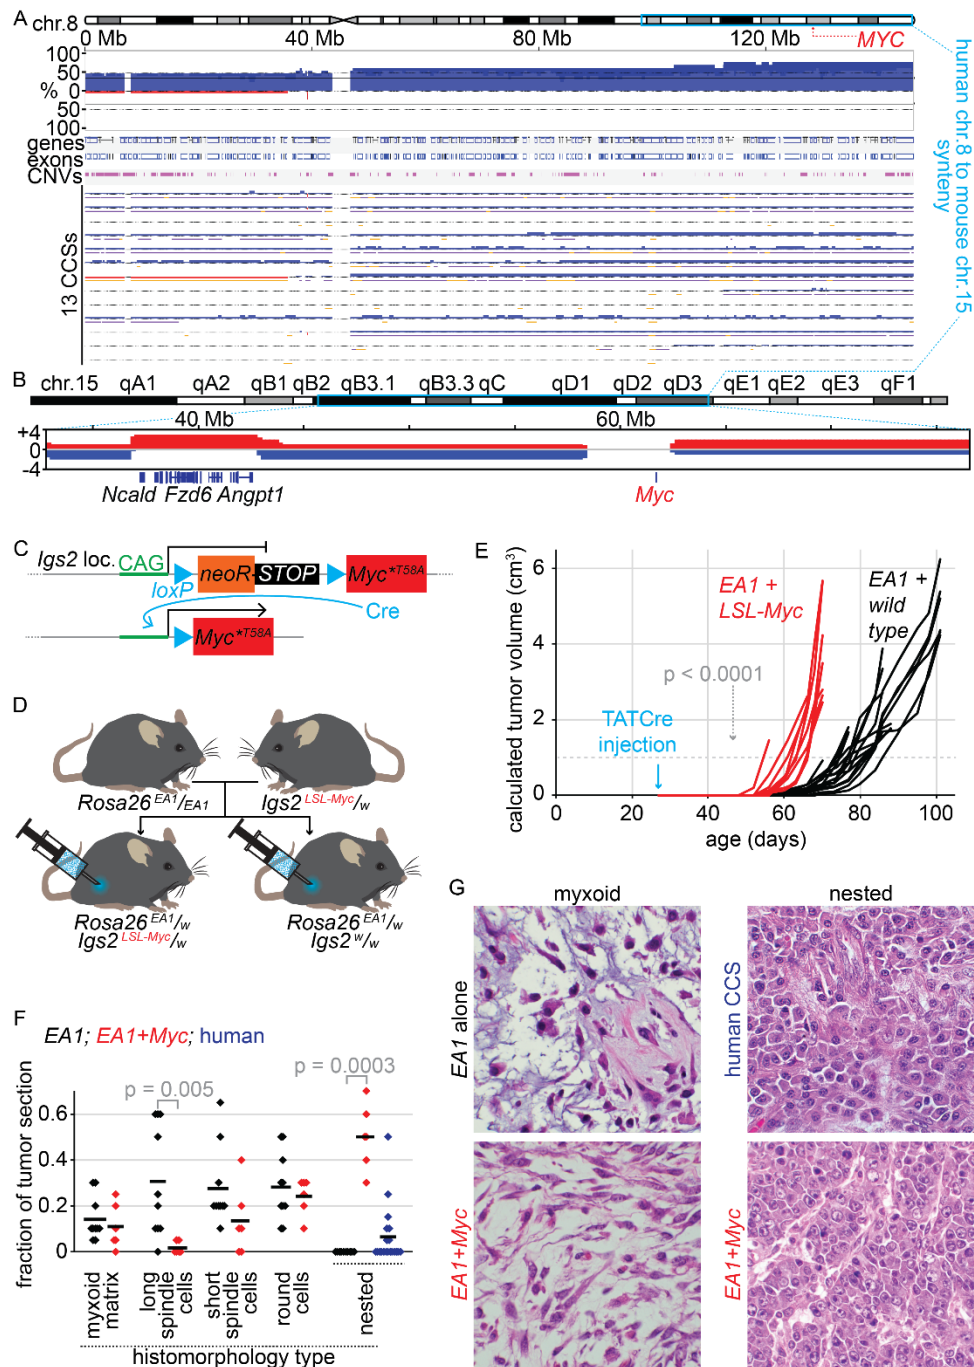 A
chr.8
0 Mb 40 Mb 80 Mb 120 Mb
MYC
human chr.8 to mouse chr.15
synteny
100
50
% 0
50
100
genes
exons
CNVs
13 CCSs
B
chr.15 qA1 qA2 qB1 qB2 qB3.1 qB3.3 qC qD1 qD2 qD3 qE1 qE2 qE3 qF1
40 Mb 60 Mb
+4
0
-4
Ncald Fzd6 Angpt1 Myc
C
Igs2 loc. CAG
loxP neoR STOP Myc*T58A
Cre
Myc*T58A
D
Rosa26 EA1/EA1 Igs2 LSL-Myc/w
Rosa26 EA1/w
Igs2 LSL-Myc/w
Rosa26 EA1/w
Igs2 w/w
E
calculated tumor volume (cm3)
6
4
2
0
EA1 +
LSL-Myc
EA1 +
wild
type
p < 0.0001
TATCre
injection
0 20 40 60 80 100
age (days)
F
EA1; EA1+Myc; human
p = 0.005
p = 0.0003
fraction of tumor section
0.6
0.4
0.2
0
myxoid
matrix
long
spindle
cells
short
spindle
cells
round
cells
nested
histomorphology type
G
myxoid nested
EA1 alone
human CCS
EA1+Myc
EA1+Myc